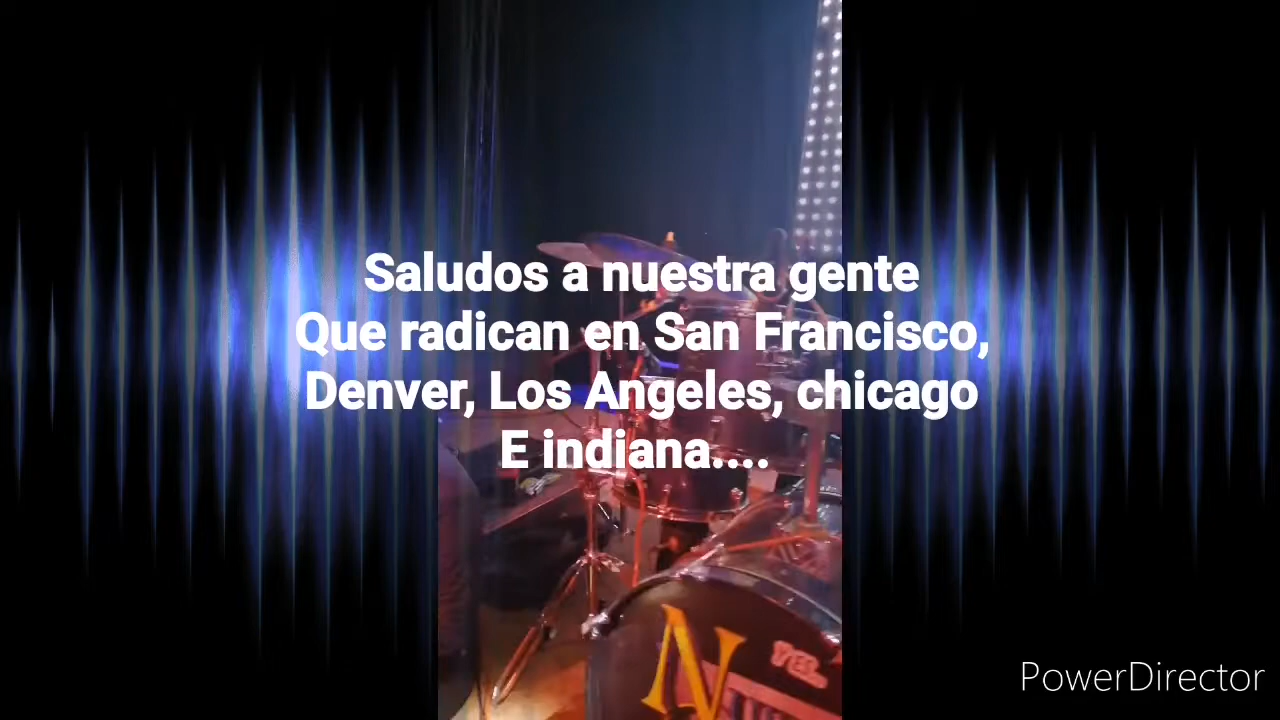 Saludos a nuestra gente
Que radican en San Francisco,
Denver, Los Angeles, chicago
E indiana....
N
PowerDirector